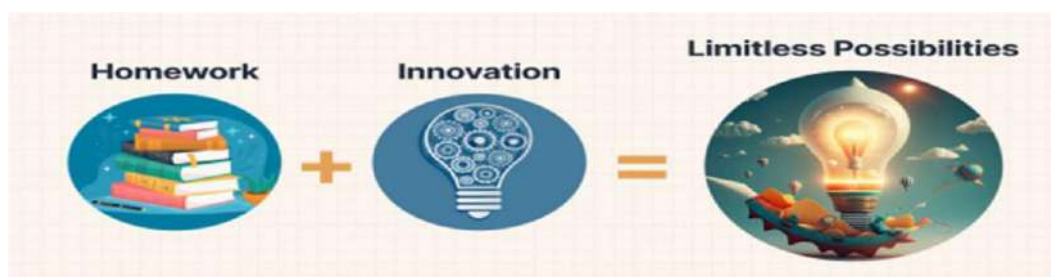 Homework
Innovation
Limitless Possibilities
+
=